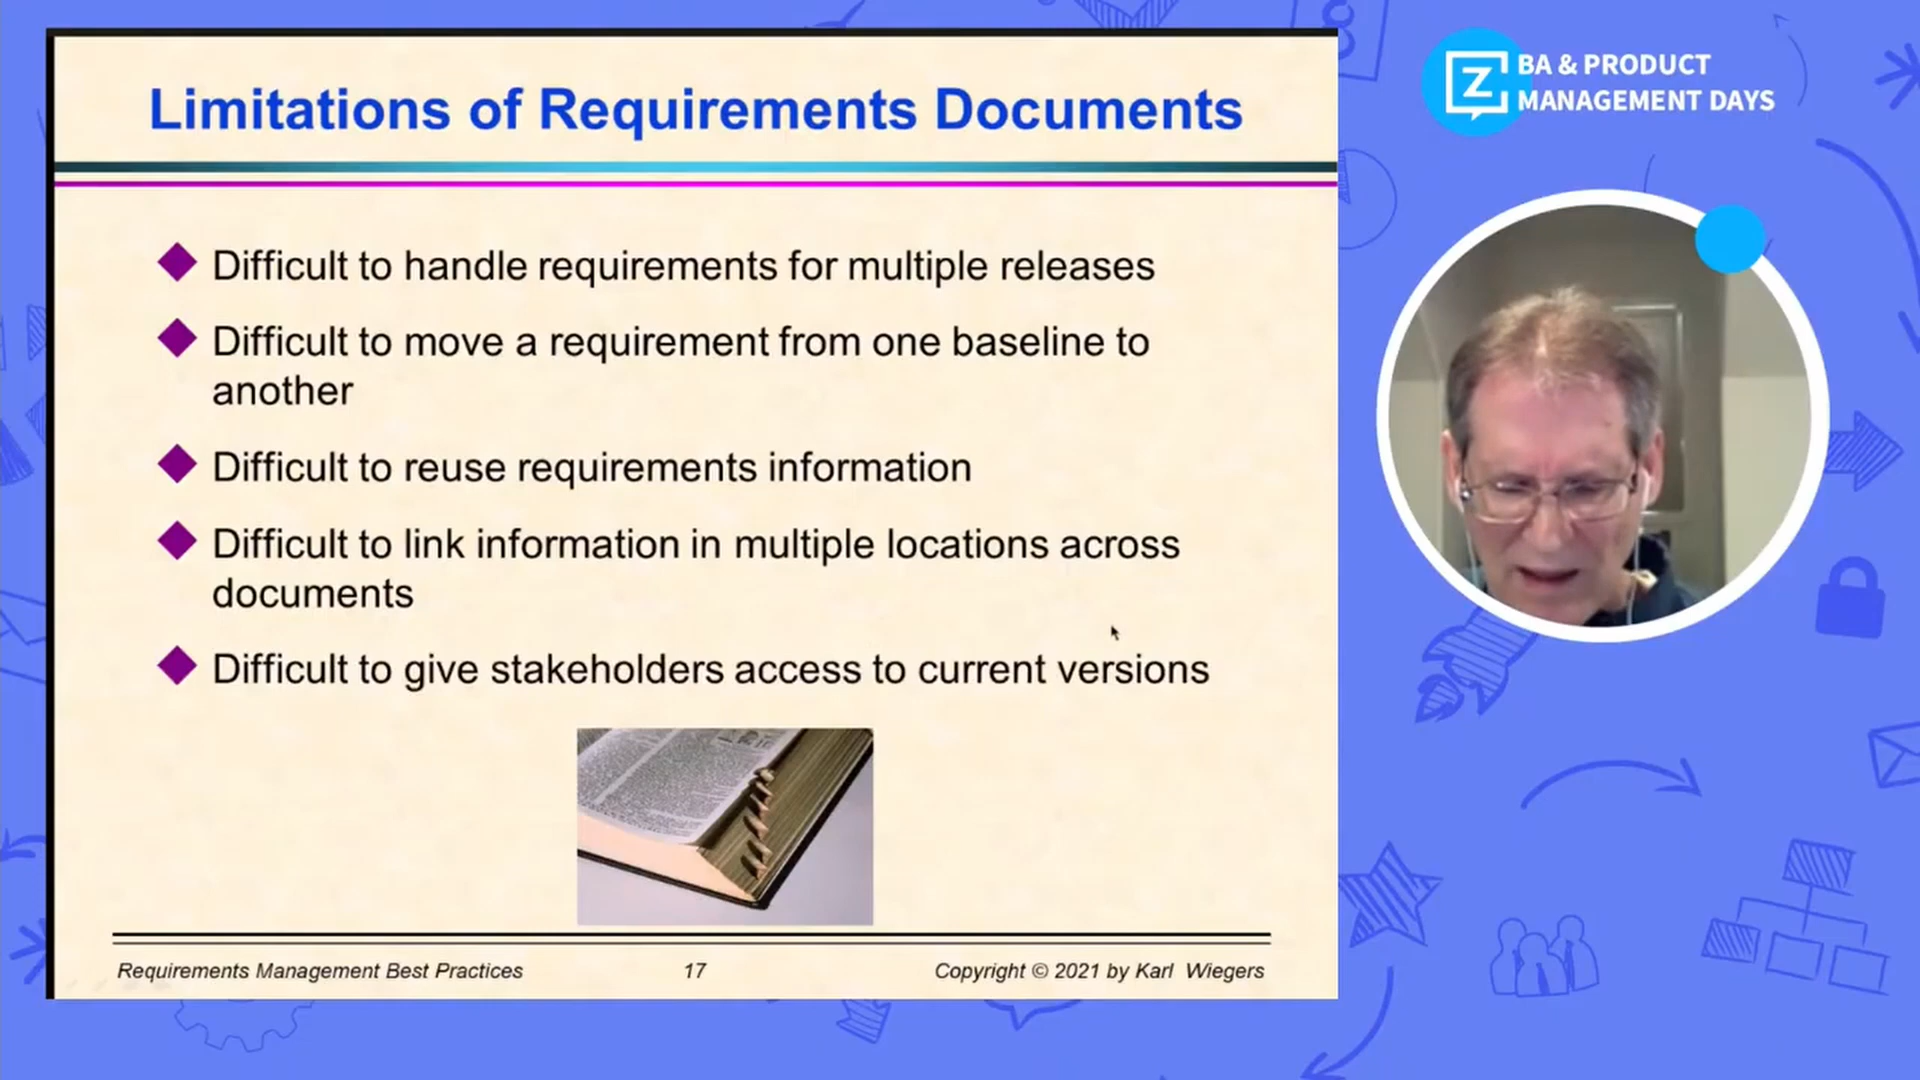 Limitations of Requirements Documents
Difficult to handle requirements for multiple releases
Difficult to move a requirement from one baseline to
another
Difficult to reuse requirements information
Difficult to link information in multiple locations across
documents
Difficult to give stakeholders access to current versions
Requirements Management Best Practices
17
Copyright © 2021 by Karl Wiegers
Z
BA & PRODUCT
MANAGEMENT DAYS